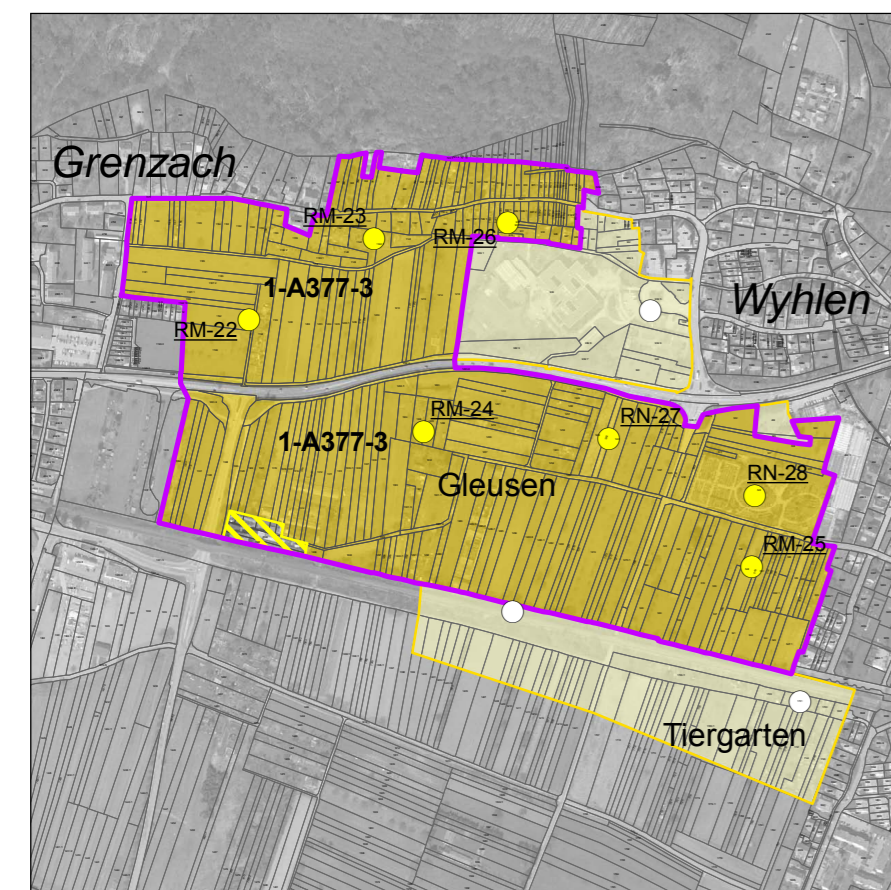 Grenzach
RM-23
RM-26
1-A377-3
Wyhlen
RM-22
RM-24
RN-27
1-A377-3
Gleusen
RN-28
RM-25
Tiergarten